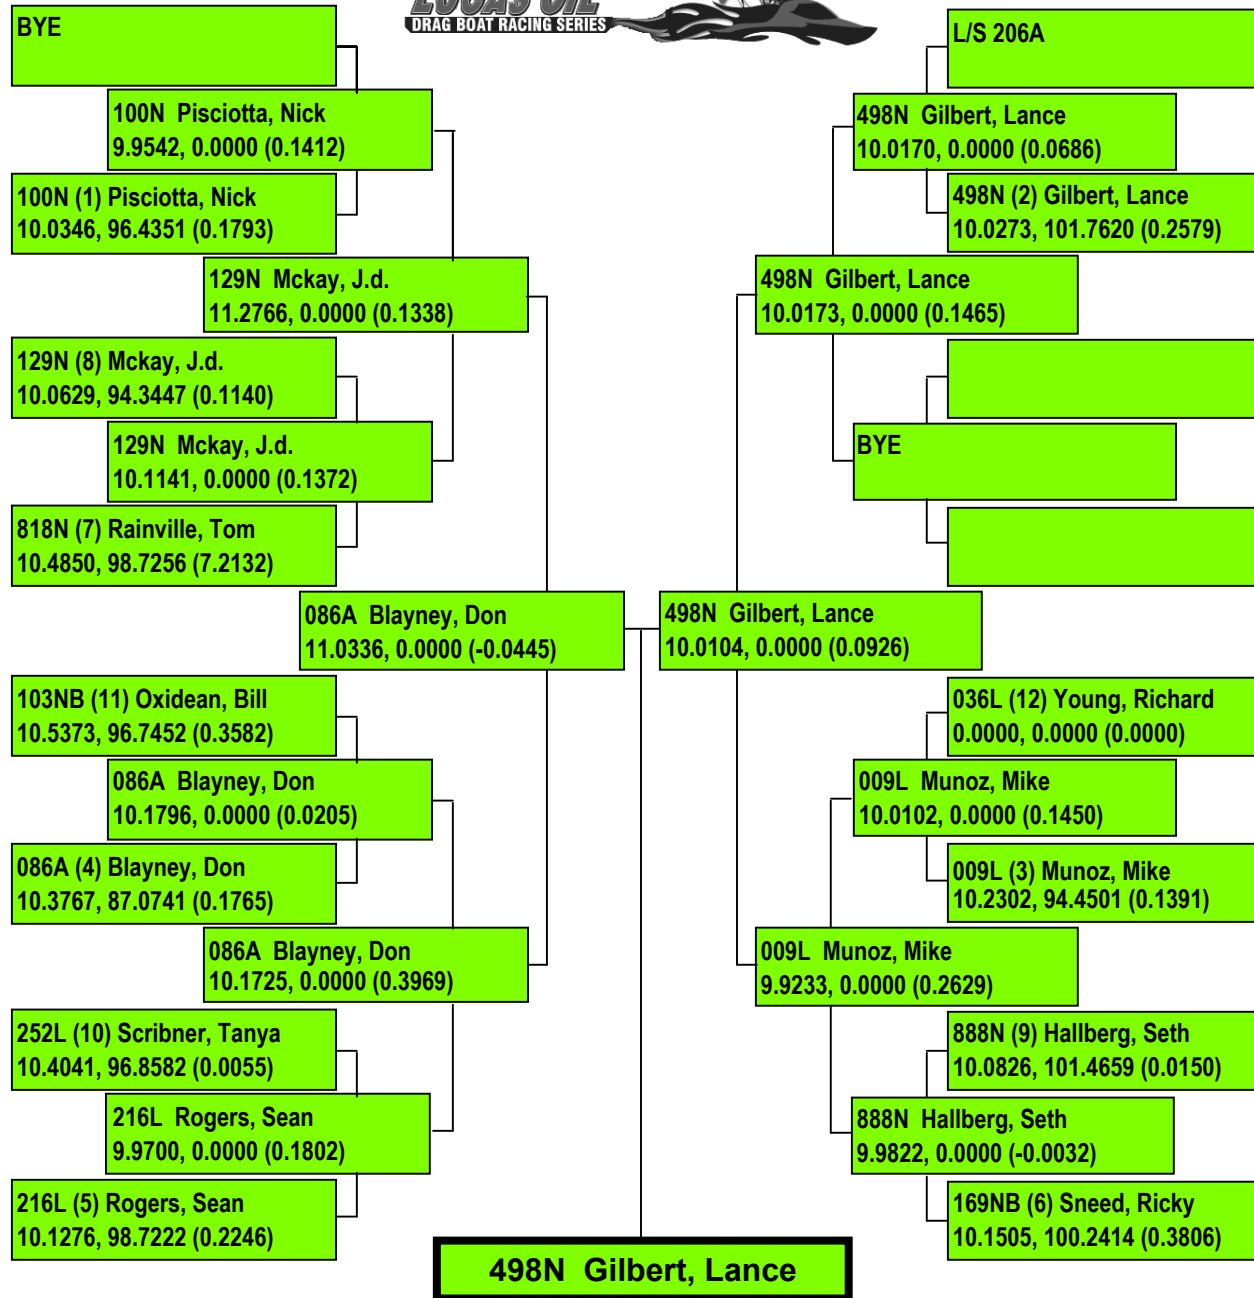 LUCAS OIL
DRAG BOAT RACING SERIES
BYE
100N Pisciotta, Nick
9.9542, 0.0000 (0.1412)
100N (1) Pisciotta, Nick
10.0346, 96.4351 (0.1793)
129N Mckay, J.d.
11.2766, 0.0000 (0.1338)
129N (8) Mckay, J.d.
10.0629, 94.3447 (0.1140)
129N Mckay, J.d.
10.1141, 0.0000 (0.1372)
818N (7) Rainville, Tom
10.4850, 98.7256 (7.2132)
086A Blayney, Don
11.0336, 0.0000 (-0.0445)
103NB (11) Oxidean, Bill
10.5373, 96.7452 (0.3582)
086A Blayney, Don
10.1796, 0.0000 (0.0205)
086A (4) Blayney, Don
10.3767, 87.0741 (0.1765)
086A Blayney, Don
10.1725, 0.0000 (0.3969)
252L (10) Scribner, Tanya
10.4041, 96.8582 (0.0055)
216L Rogers, Sean
9.9700, 0.0000 (0.1802)
216L (5) Rogers, Sean
10.1276, 98.7222 (0.2246)
L/S 206A
498N Gilbert, Lance
10.0170, 0.0000 (0.0686)
498N (2) Gilbert, Lance
10.0273, 101.7620 (0.2579)
498N Gilbert, Lance
10.0173, 0.0000 (0.1465)
BYE
498N Gilbert, Lance
10.0104, 0.0000 (0.0926)
036L (12) Young, Richard
0.0000, 0.0000 (0.0000)
009L Munoz, Mike
10.0102, 0.0000 (0.1450)
009L (3) Munoz, Mike
10.2302, 94.4501 (0.1391)
009L Munoz, Mike
9.9233, 0.0000 (0.2629)
888N (9) Hallberg, Seth
10.0826, 101.4659 (0.0150)
888N Hallberg, Seth
9.9822, 0.0000 (-0.0032)
169NB (6) Sneed, Ricky
10.1505, 100.2414 (0.3806)
498N Gilbert, Lance